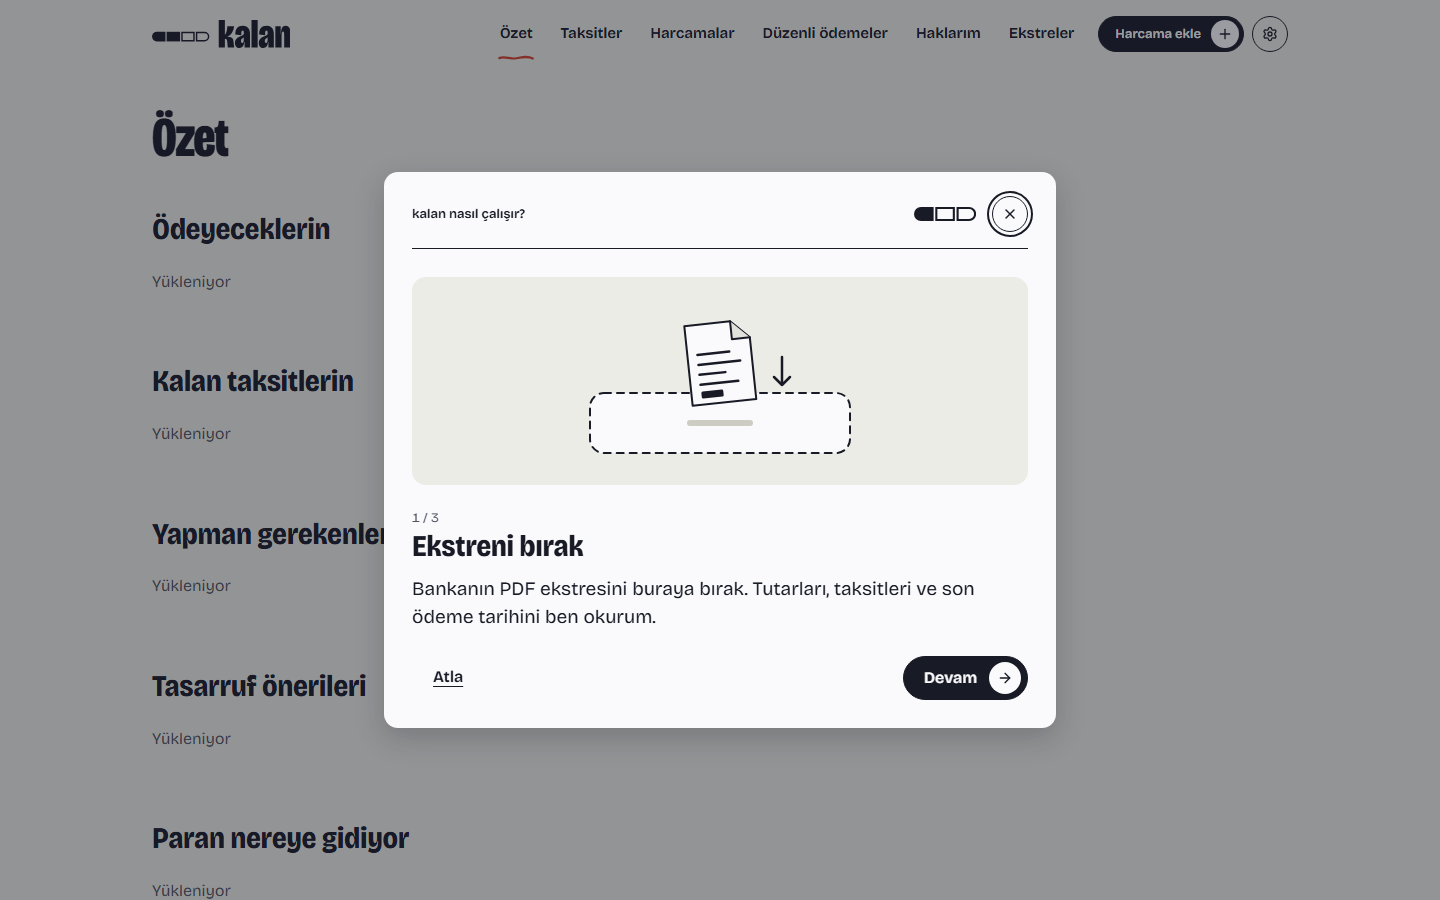 kalan
Özet
Taksitler
Harcamalar
Düzenli ödemeler
Haklarım
Ekstreler
Harcama ekle
Özet
Ödeyeceklerin
Yükleniyor
Kalan taksitlerin
Yükleniyor
Yapman gerekenler
Yükleniyor
Tasarruf önerileri
Yükleniyor
Paran nereye gidiyor
Yükleniyor
kalan nasıl çalışır?
1 / 3
Ekstreni bırak
Bankanın PDF ekstresini buraya bırak. Tutarları, taksitleri ve son
ödeme tarihini ben okurum.
Atla
Devam